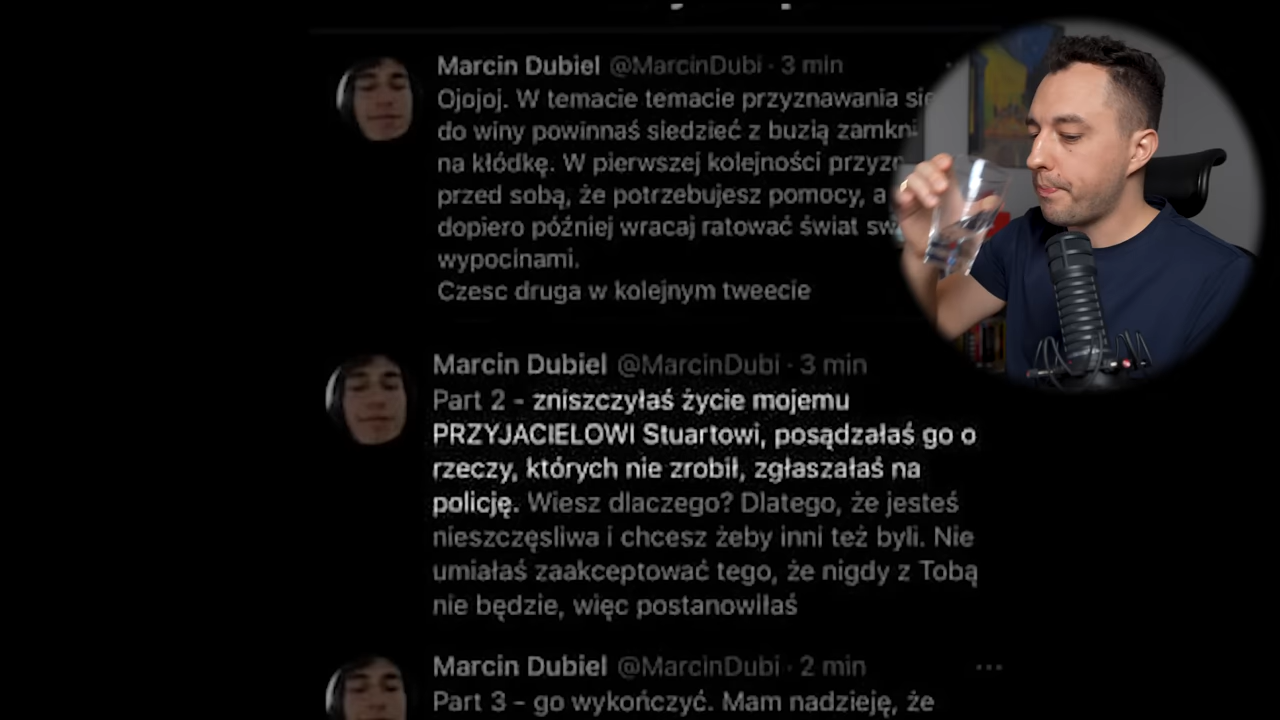 Marcin Dubiel @MarcinDubi · 3 min
Ojojoj. W temacie temacie przyznawania się
do winy powinnaś siedzieć z buzią
na kłódkę. W pierwszej kolejności
przed sobą, że potrzebujesz pomocy, a
dopiero później wracaj ratować świat
wypocinami.
Czesc druga w kolejnym tweecie
Marcin Dubiel @MarcinDubi · 3 min
Part 2 - zniszczyłaś życie mojemu
PRZYJACIELOWI Stuartowi, posądzałaś go o
rzeczy, których nie zrobił, zgłaszałaś na
policję. Wiesz dlaczego? Dlatego, że jesteś
nieszczęsliwa i chcesz żeby inni też byli. Nie
umiałaś zaakceptować tego, że nigdy z Tobą
nie będzie, więc postanowiłaś
Marcin Dubiel @MarcinDubi · 2 min
Part 3 - go wykończyć. Mam nadzieję, że